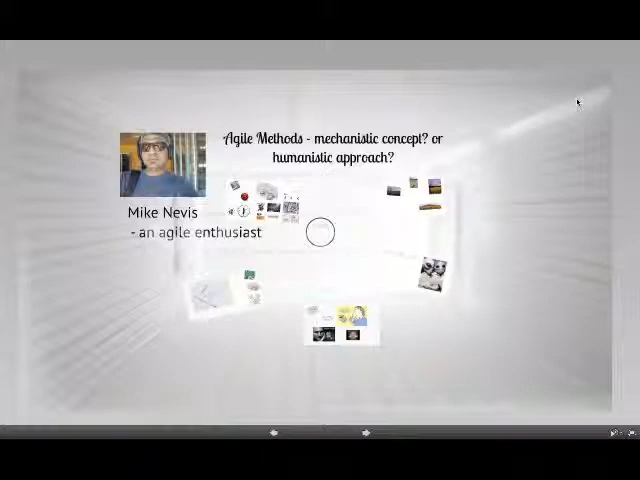 Agile Methods - mechanistic concept? or
humanistic approach?
Mike Nevis
- an agile enthusiast